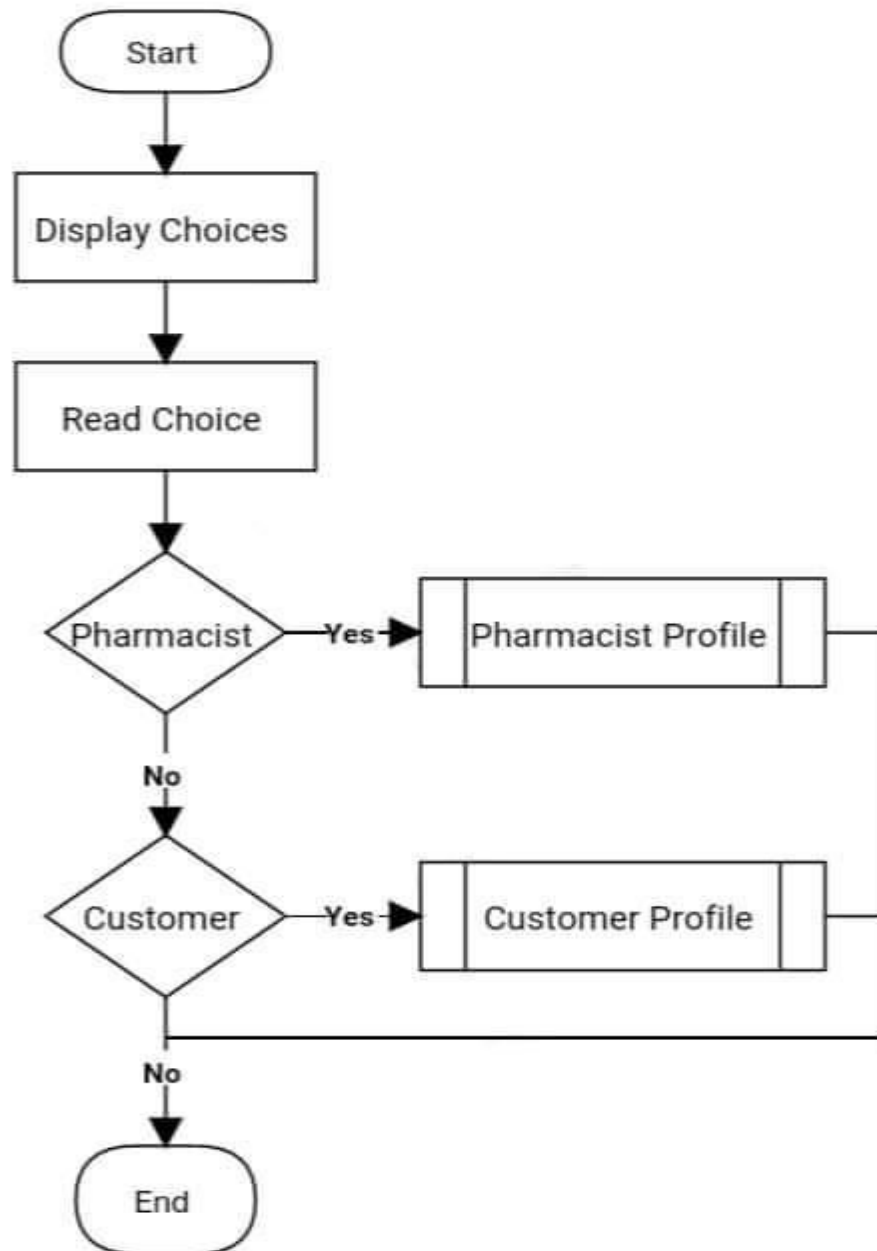 Start
Display Choices
Read Choice
Pharmacist
Yes
Pharmacist Profile
No
Customer
Yes
Customer Profile
No
End